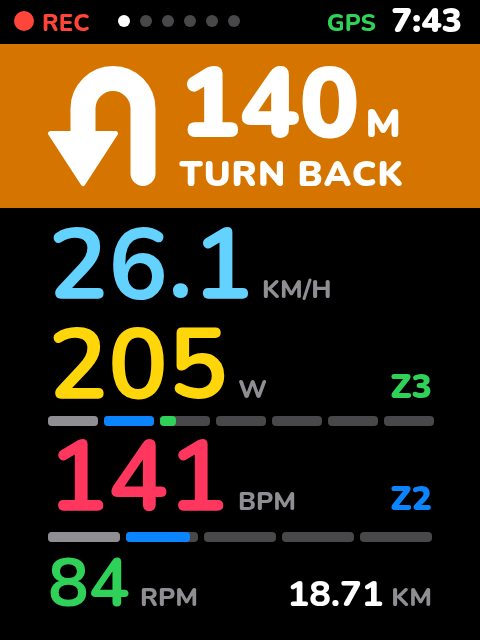 REC GPS 7:43
140 M
TURN BACK
26.1 KM/H
205 W Z3
141 BPM Z2
84 RPM 18.71 KM